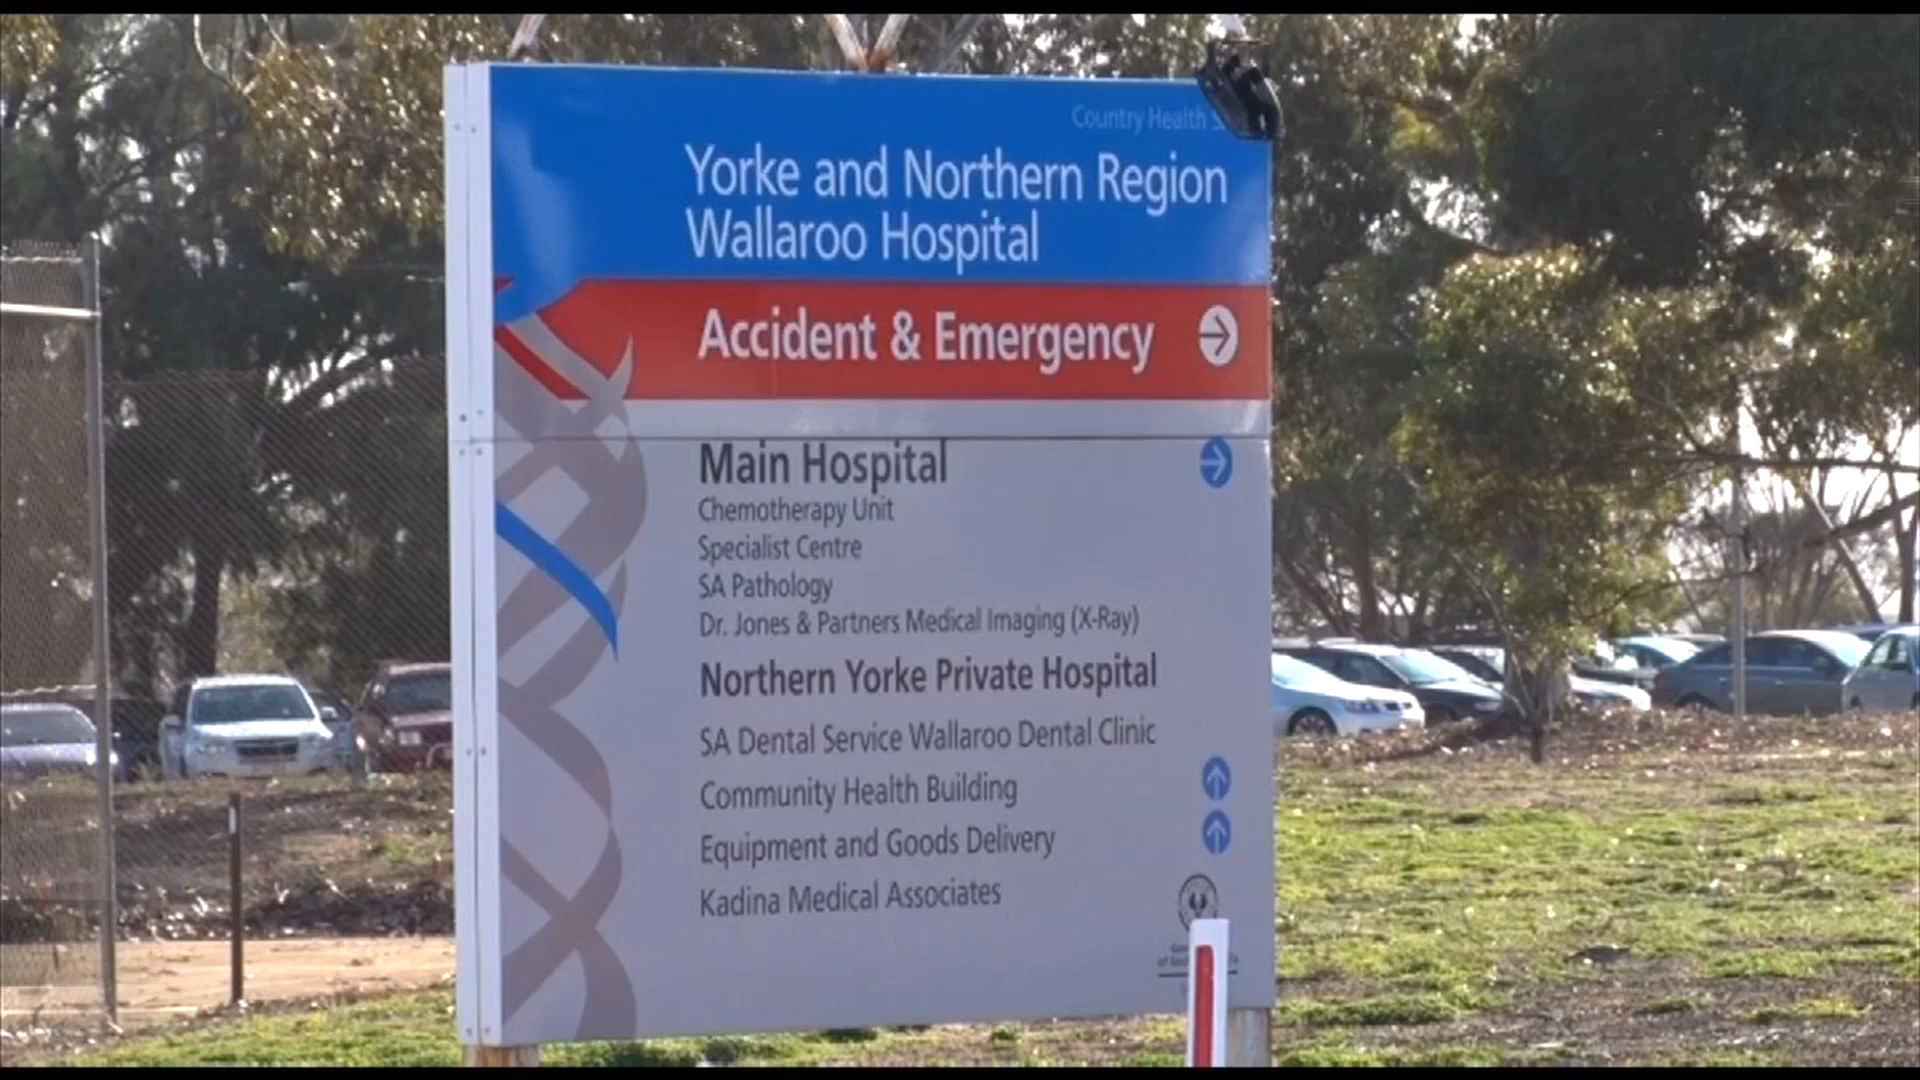 Country Health
Yorke and Northern Region
Wallaroo Hospital
Accident & Emergency
Main Hospital
Chemotherapy Unit
Specialist Centre
SA Pathology
Dr. Jones & Partners Medical Imaging (X-Ray)
Northern Yorke Private Hospital
SA Dental Service Wallaroo Dental Clinic
Community Health Building
Equipment and Goods Delivery
Kadina Medical Associates